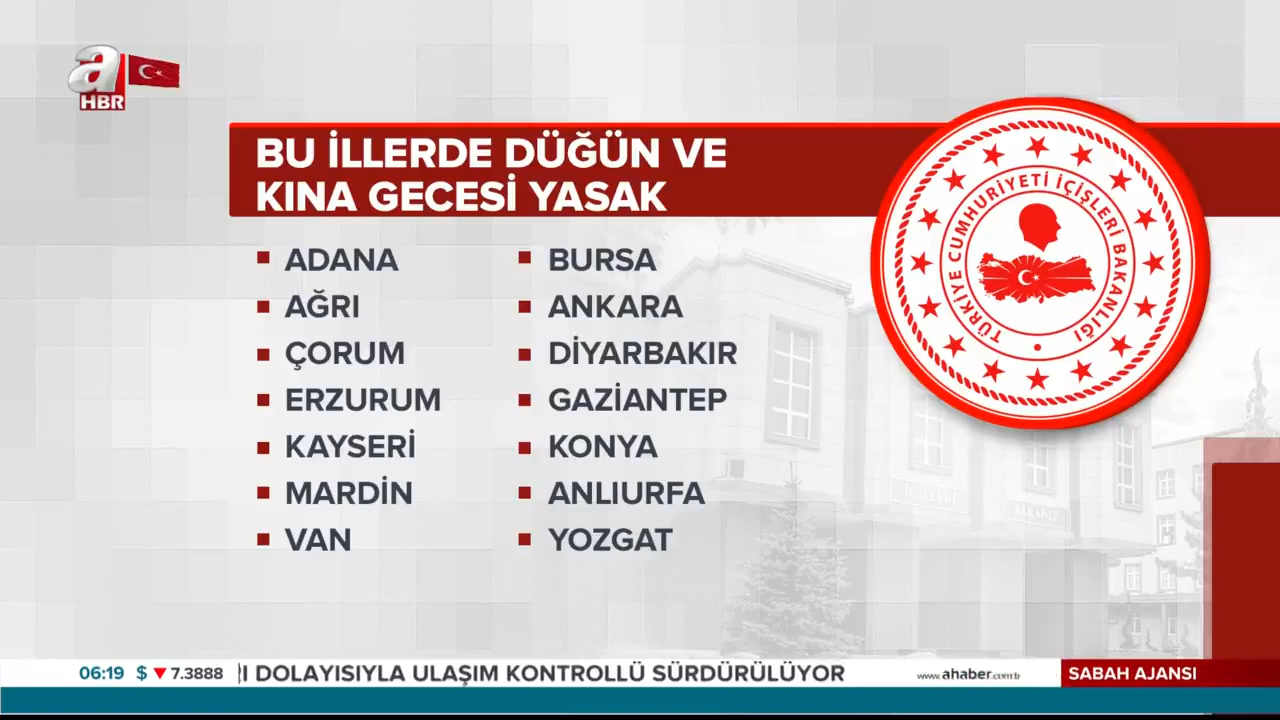 a
HBR
BU İLLERDE DÜĞÜN VE
KINA GECESİ YASAK
TÜRKİYE CUMHURİYETİ İÇİŞLERİ BAKANLIĞI
ADANA
AĞRI
ÇORUM
ERZURUM
KAYSERİ
MARDİN
VAN
BURSA
ANKARA
DİYARBAKIR
GAZİANTEP
KONYA
ANLIURFA
YOZGAT
İÇİŞLERİ
06:19 $ 7.3888 I DOLAYISIYLA ULAŞIM KONTROLLÜ SÜRDÜRÜLÜYOR www.ahaber.com.tr SABAH AJANSI